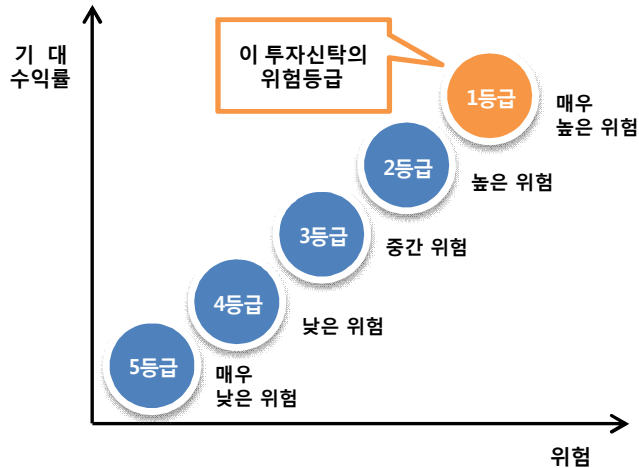 기 대
수익률
이 투자신탁의
위험등급
1등급
매우
높은 위험
2등급
높은 위험
3등급
중간 위험
4등급
낮은 위험
5등급
매우
낮은 위험
위험